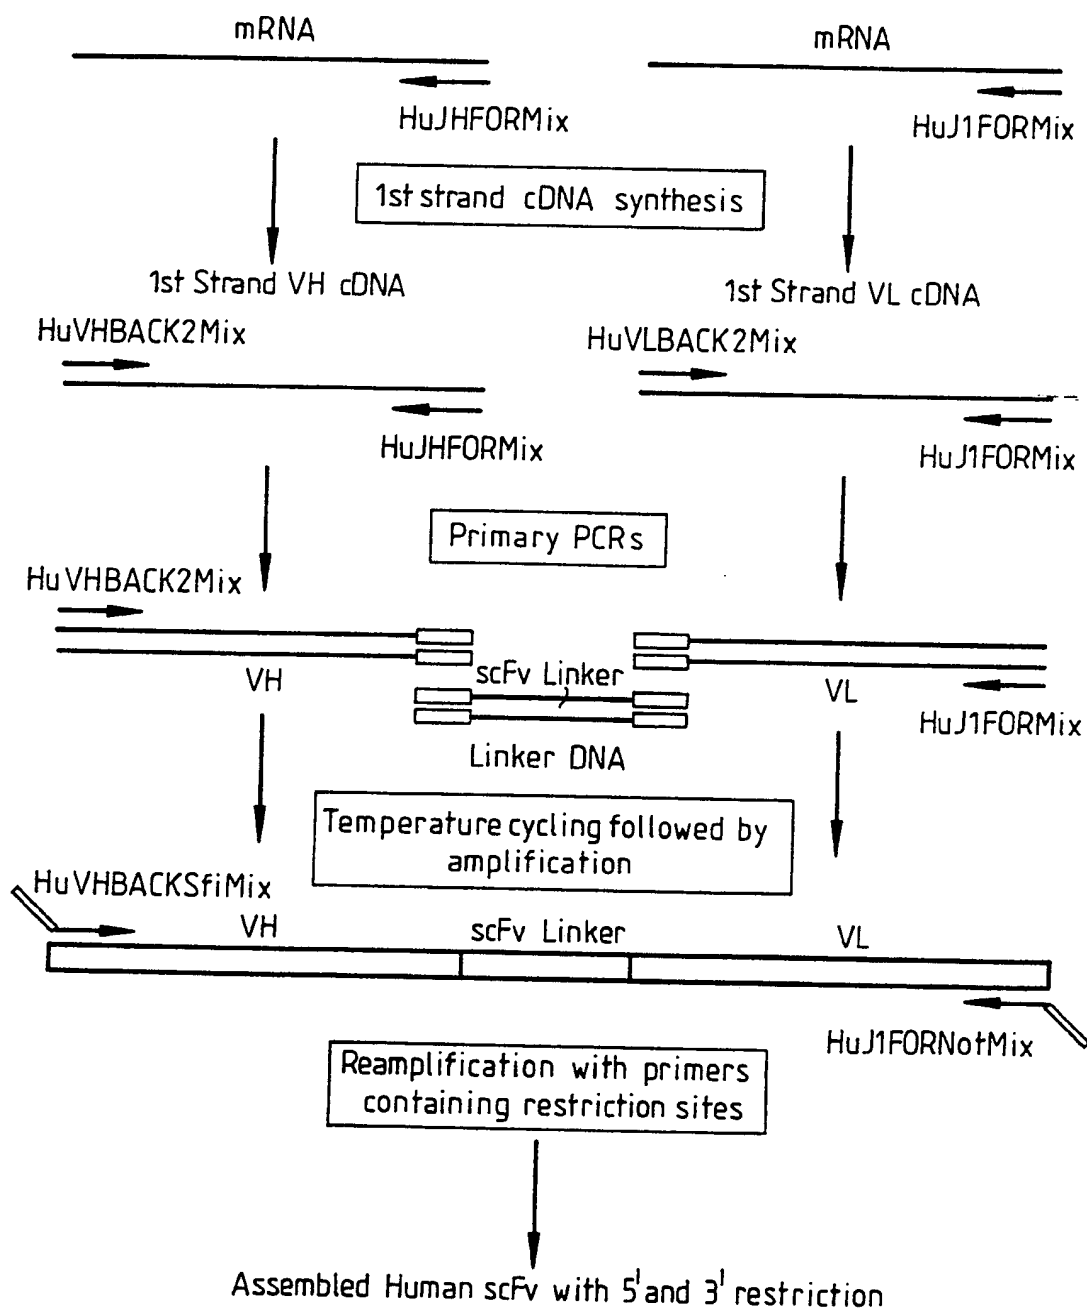 mRNA
mRNA
HuJHFORMix
HuJ1FORMix
1st strand cDNA synthesis
1st Strand VH cDNA
1st Strand VL cDNA
HuVHBACK2Mix
HuVLBACK2Mix
HuJHFORMix
HuJ1FORMix
Primary PCRs
HuVHBACK2Mix
VH
scFv Linker
VL
HuJ1FORMix
Linker DNA
Temperature cycling followed by
amplification
HuVHBACKSfiMix
VH
scFv Linker
VL
HuJ1FORNotMix
Reamplification with primers
containing restriction sites
Assembled Human scFv with 5' and 3' restriction